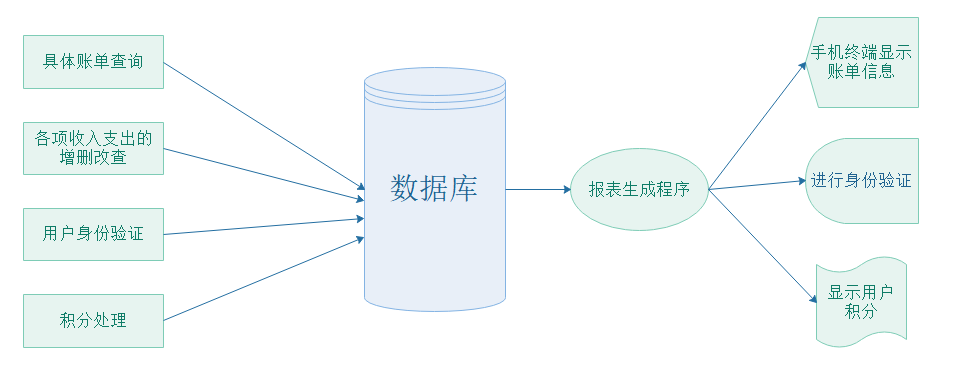 具体账单查询
各项收入支出的
增删改查
用户身份验证
积分处理
数据库
报表生成程序
手机终端显示
账单信息
进行身份验证
显示用户
积分